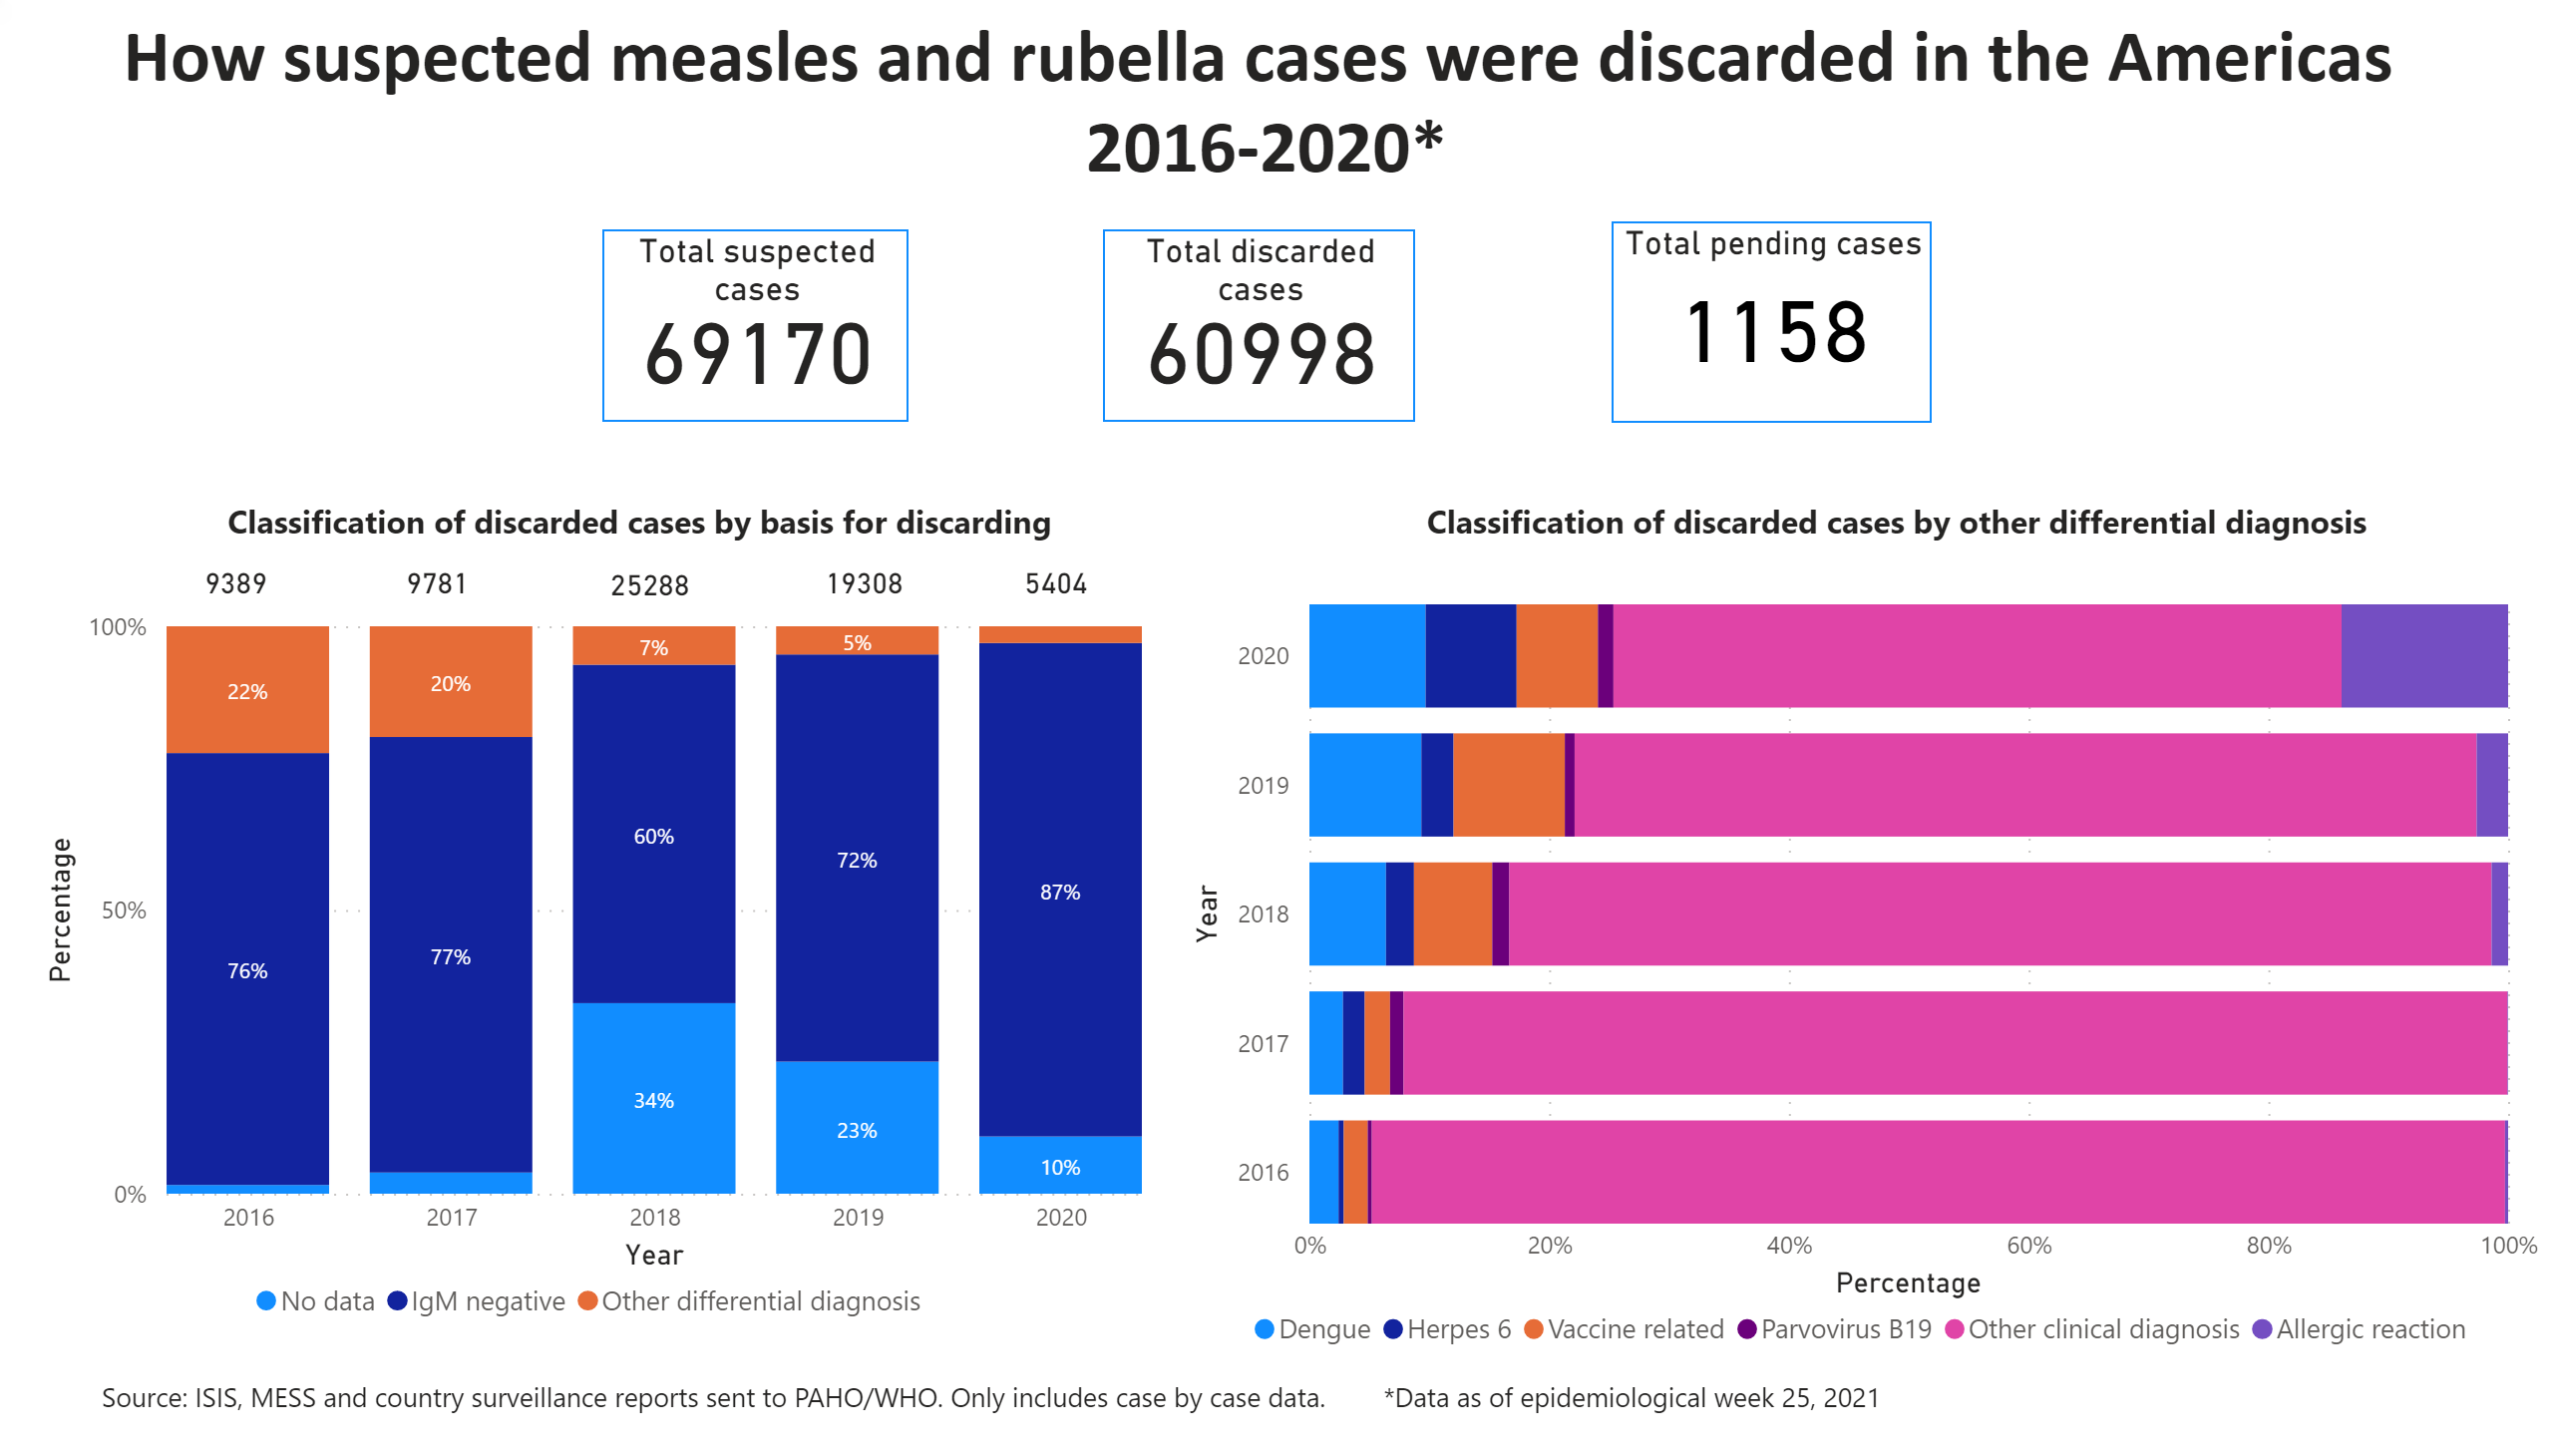 How suspected measles and rubella cases were discarded in the Americas
2016-2020*
Total suspected
cases
69170
Total discarded
cases
60998
Total pending cases
1158
Classification of discarded cases by basis for discarding
9389 9781 25288 19308 5404
100%
50%
0%
Percentage
22% 20% 7% 5%
76% 77% 60% 72% 87%
34% 23% 10%
2016 2017 2018 2019 2020
Year
No data IgM negative Other differential diagnosis
Classification of discarded cases by other differential diagnosis
Year
2020
2019
2018
2017
2016
0% 20% 40% 60% 80% 100%
Percentage
Dengue Herpes 6 Vaccine related Parvovirus B19 Other clinical diagnosis Allergic reaction
Source: ISIS, MESS and country surveillance reports sent to PAHO/WHO. Only includes case by case data. *Data as of epidemiological week 25, 2021